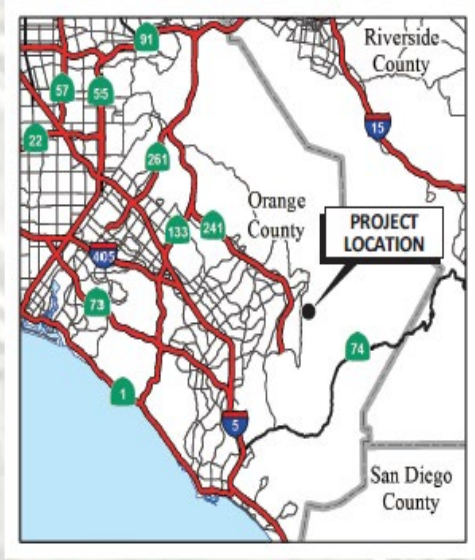 91
Riverside
County
57
55
15
22
261
Orange
County
PROJECT
LOCATION
133
241
405
73
74
1
5
San Diego
County